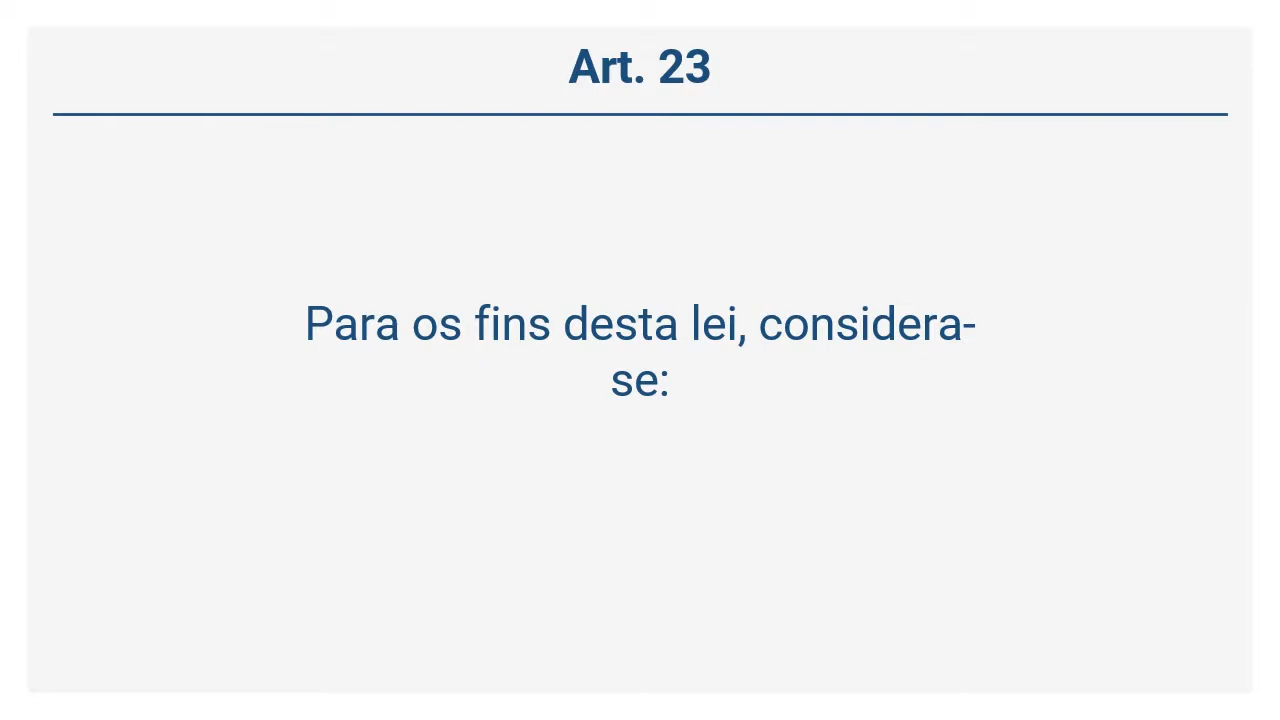 Art. 23
Para os fins desta lei, considera-
se: